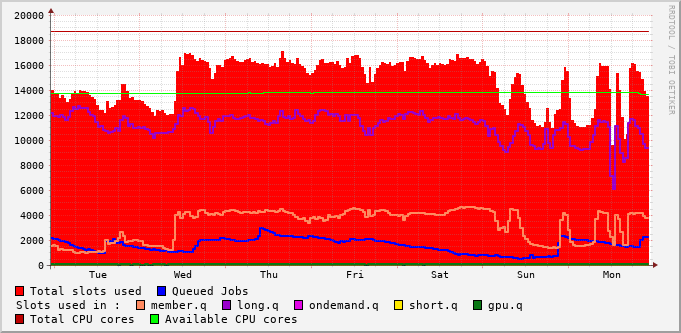 20000
18000
16000
14000
12000
10000
8000
6000
4000
2000
0
Tue Wed Thu Fri Sat Sun Mon
RRDTOOL / TOBI OETIKER
Total slots used Queued Jobs
Slots used in : member.q long.q ondemand.q short.q gpu.q
Total CPU cores Available CPU cores